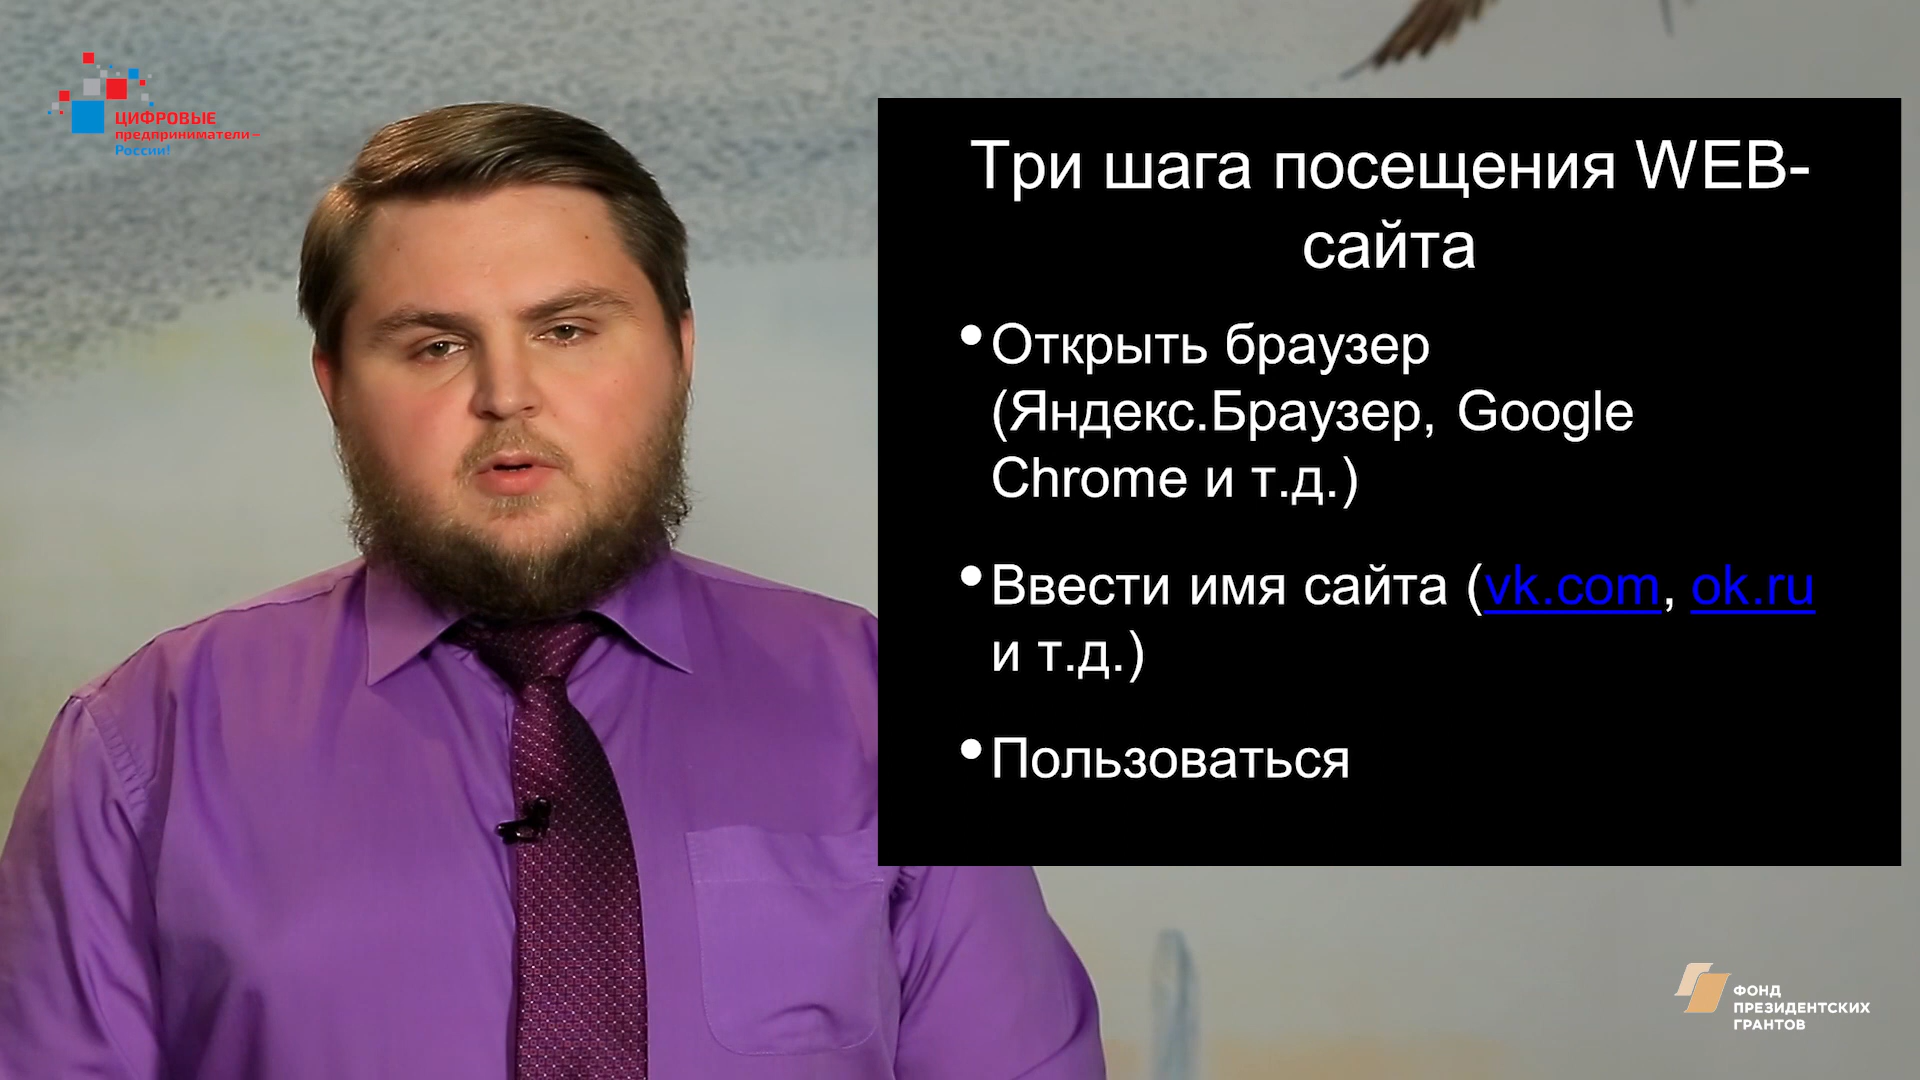 ЦИФРОВЫЕ
предприниматели –
России!
Три шага посещения WEB-
сайта
• Открыть браузер
(Яндекс.Браузер, Google
Chrome и т.д.)
• Ввести имя сайта (vk.com, ok.ru
и т.д.)
• Пользоваться
ФОНД
ПРЕЗИДЕНТСКИХ
ГРАНТОВ